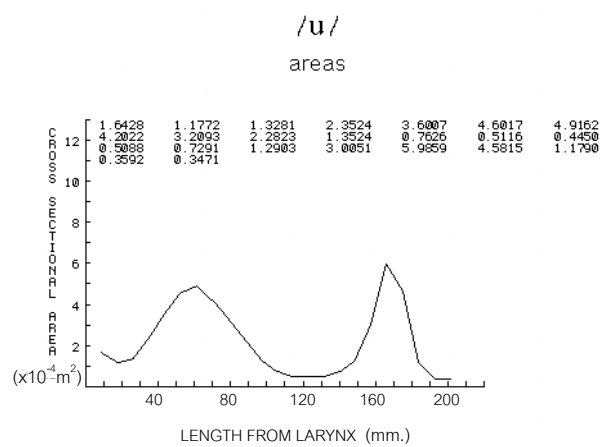 /u/
areas
1.6428 1.1772 1.3281 2.3524 3.6007 4.6017 4.9162
4.2022 3.2093 2.2823 1.3524 0.7626 0.5116 0.4450
0.5088 0.7291 1.2903 3.0051 5.9859 4.5815 1.1790
0.3592 0.3471
CROSS SECTIONAL AREA
12
10
8
6
4
2
(x10-4 m2)
40 80 120 160 200
LENGTH FROM LARYNX (mm.)